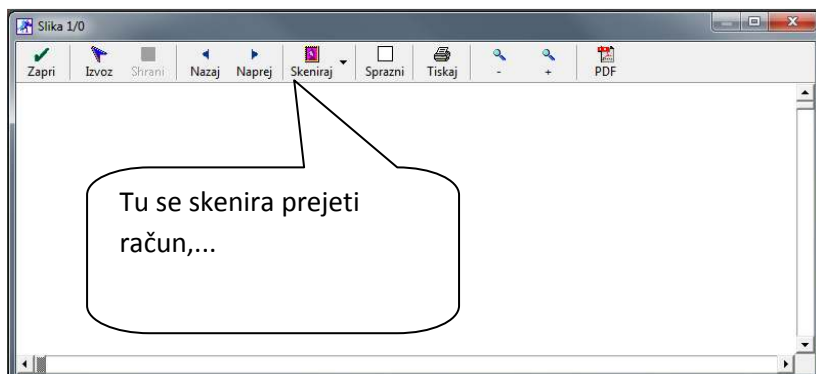 Slika 1/0
Zapri Izvoz Shrani Nazaj Naprej Skeniraj Sprazni Tiskaj - + PDF
Tu se skenira prejeti
račun,...